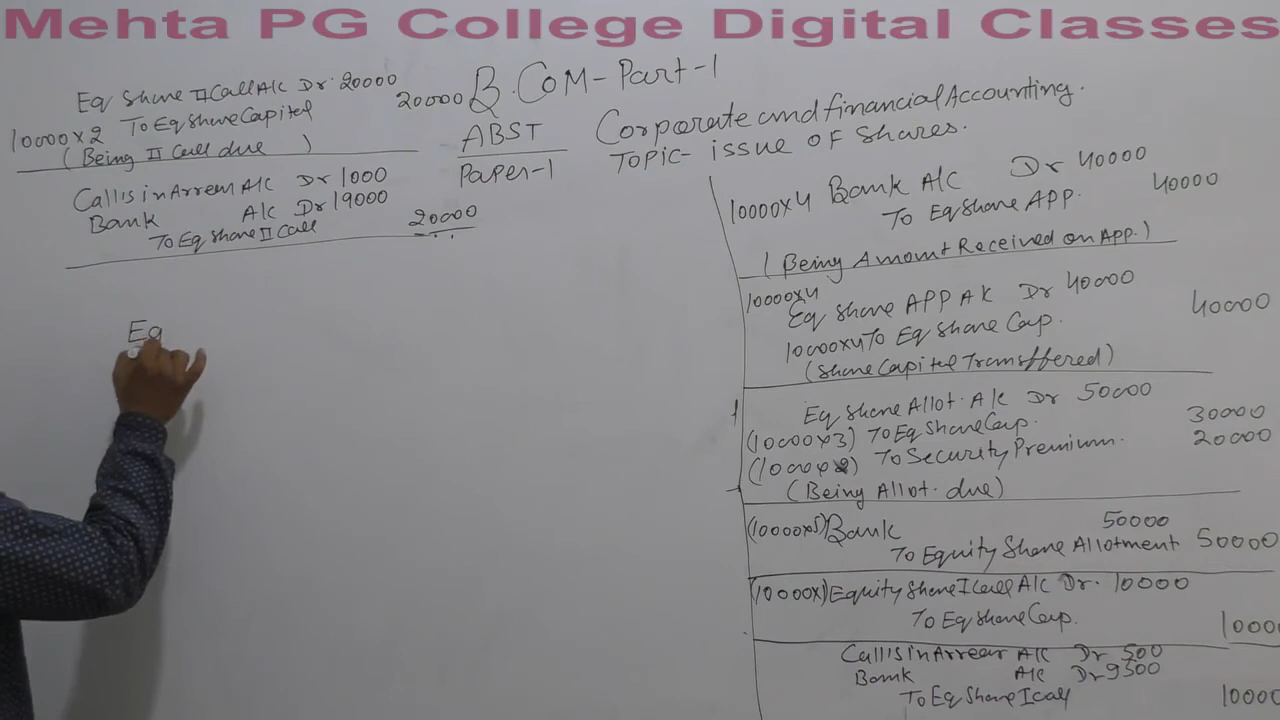 Mehta PG College Digital Classes
B.Com-Part-1
ABST
Paper-1
Corporate and financial Accounting.
Topic- issue of shares.
Eq Share II Call A/c Dr. 20000
10000x2 To Eq share Capital 20000
(Being II Call due )
Calls in Arrear A/c Dr 1000
Bank A/c Dr 19000
To Eq share II Call 20000
Eq
10000x4 Bank A/c Dr 40000
To Eq Share APP. 40000
(Being Amount Received on App.)
10000x4
Eq share APP A/c Dr 40000
10000x4 To Eq share Cap. 40000
(Share Capital Transffered)
Eq Share Allot. A/c Dr 50000
(10000x3) To Eq share Cap. 30000
To Security Premium. 20000
(Being Allot. due)
(10000x5) Bank 50000
To Equity Share Allotment 50000
(10000x1) Equity Share I Call A/c Dr. 10000
To Eq share Cap. 1000
Calls in Arrear A/c Dr 500
Bank A/c Dr 9500
To Eq share I call 1000